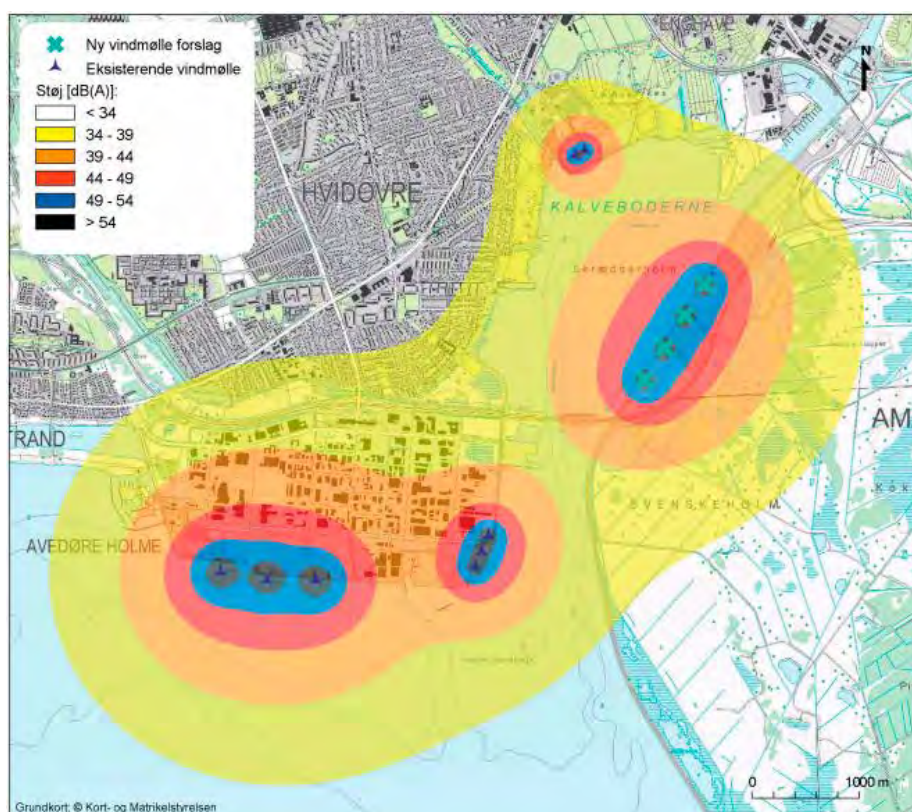 Ny vindmølle forslag
Eksisterende vindmølle
Støj [dB(A)]:
< 34
34 - 39
39 - 44
44 - 49
49 - 54
> 54
N
HVIDOVRE
KALVEBODERNE
STRAND
AM
SVENSKEHOLM
AVEDØRE HOLME
0 1000 m
Grundkort: © Kort- og Matrikelstyrelsen